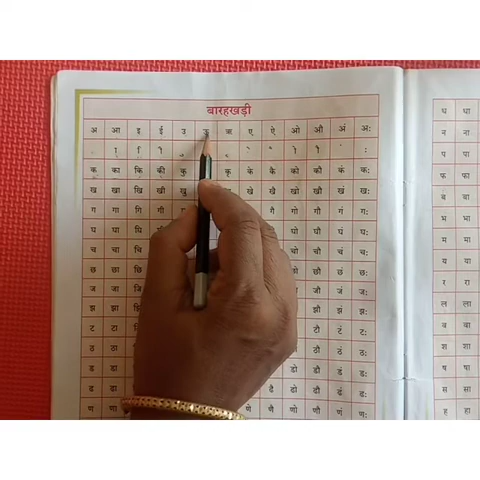 बारहखड़ी
अ आ इ ई उ ऊ ऋ ए ऐ ओ औ अं अः
क का कि की कु कृ के कै को कौ कं कः
ख खा खि खी खु खृ खे खै खो खौ खं खः
ग गा गि गी गै गो गौ गं गः
घ घा घि घो घौ घं घः
च चा चि चो चौ चं चः
छ छा छि छो छौ छं छः
ज जा जि जौ जं जः
झ झा झौ झं झः
ट टा टि टौ टं टः
ठ ठा ठौ ठं ठः
ड डा डो डौ डं डः
ढ ढा ढै ढो ढौ ढं ढः
ण णा णै णो णौ णं णः
ध धा
न ना
प पा
फ फा
ब बा
भ भा
म मा
य या
र रा
ल ला
व वा
श शा
ष षा
स सा
ह हा